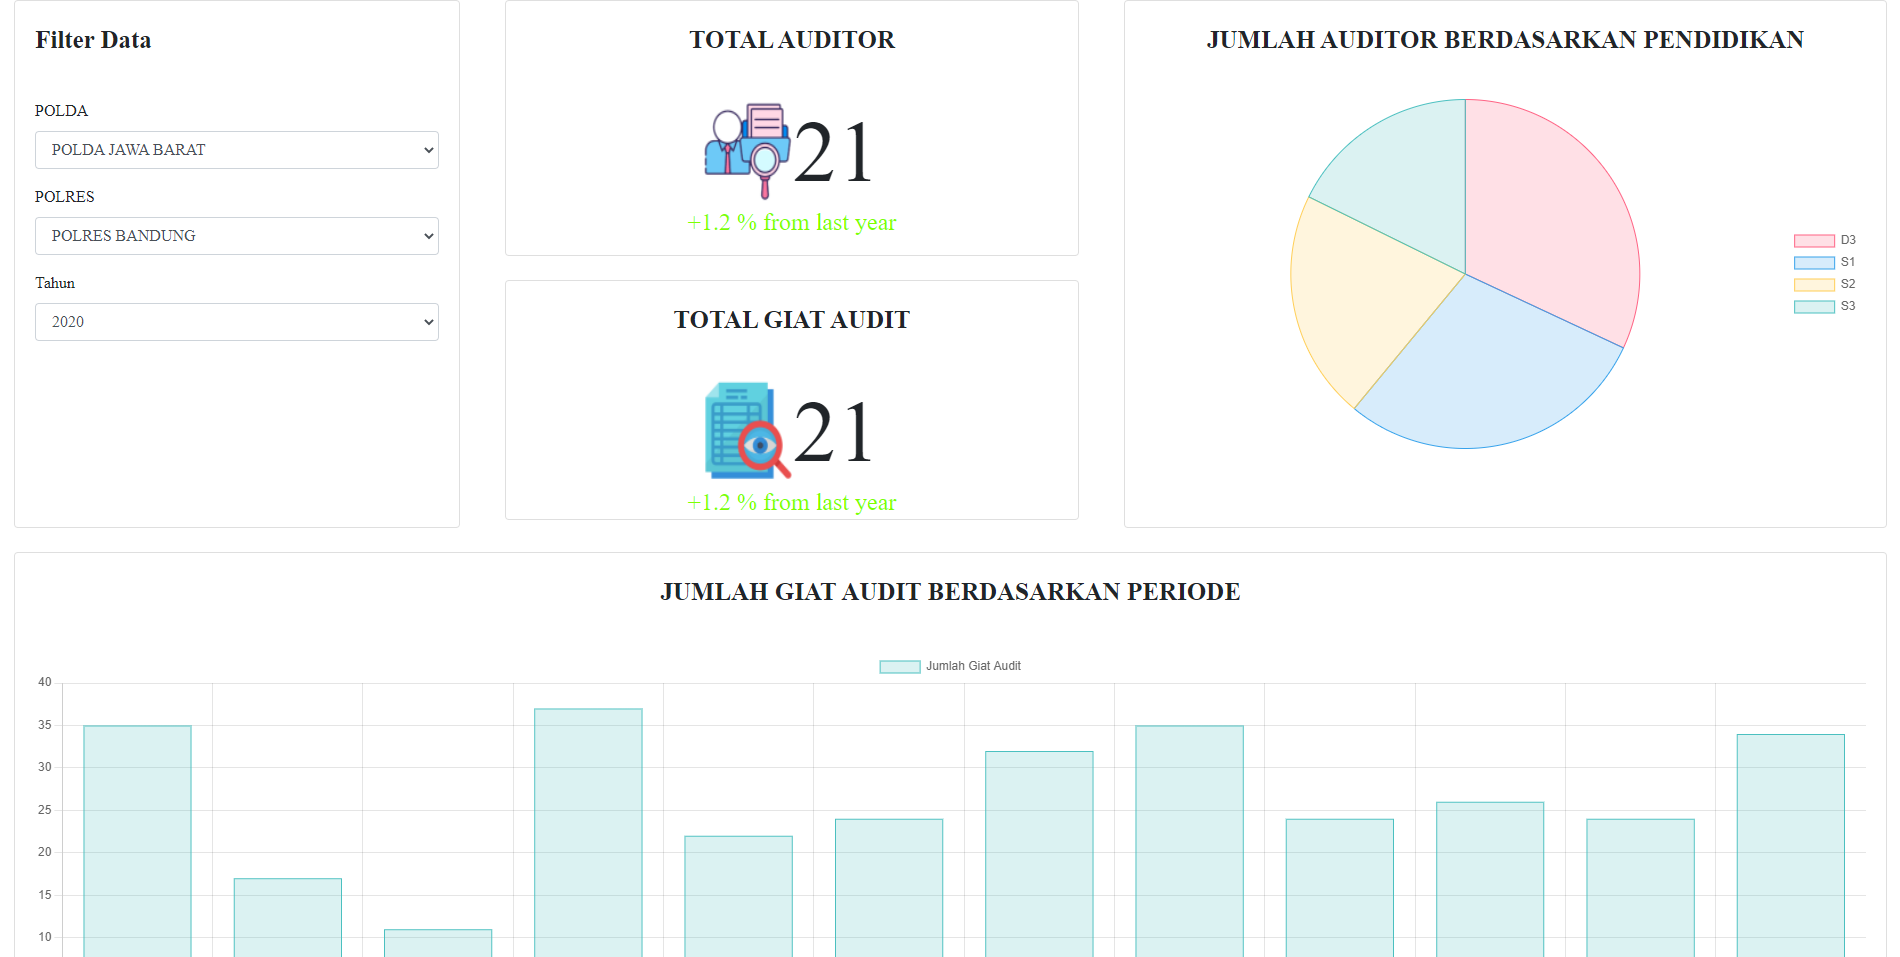 Filter Data
POLDA
POLDA JAWA BARAT
POLRES
POLRES BANDUNG
Tahun
2020
TOTAL AUDITOR
21
+1.2 % from last year
TOTAL GIAT AUDIT
21
+1.2 % from last year
JUMLAH AUDITOR BERDASARKAN PENDIDIKAN
D3
S1
S2
S3
JUMLAH GIAT AUDIT BERDASARKAN PERIODE
Jumlah Giat Audit
40
35
30
25
20
15
10